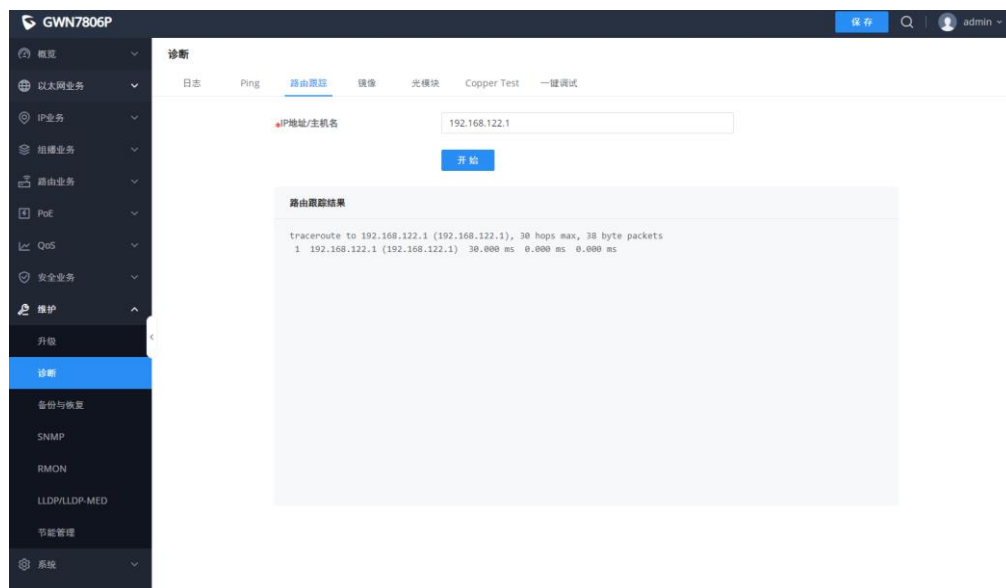 GWN7806P
保存
admin
概览
以太网业务
IP业务
组播业务
路由业务
PoE
QoS
安全业务
维护
升级
诊断
备份与恢复
SNMP
RMON
LLDP/LLDP-MED
节能管理
系统
诊断
日志 Ping 路由跟踪 镜像 光模块 Copper Test 一键调试
*IP地址/主机名 192.168.122.1
开始
路由跟踪结果
traceroute to 192.168.122.1 (192.168.122.1), 30 hops max, 38 byte packets
1 192.168.122.1 (192.168.122.1) 30.000 ms 0.000 ms 0.000 ms